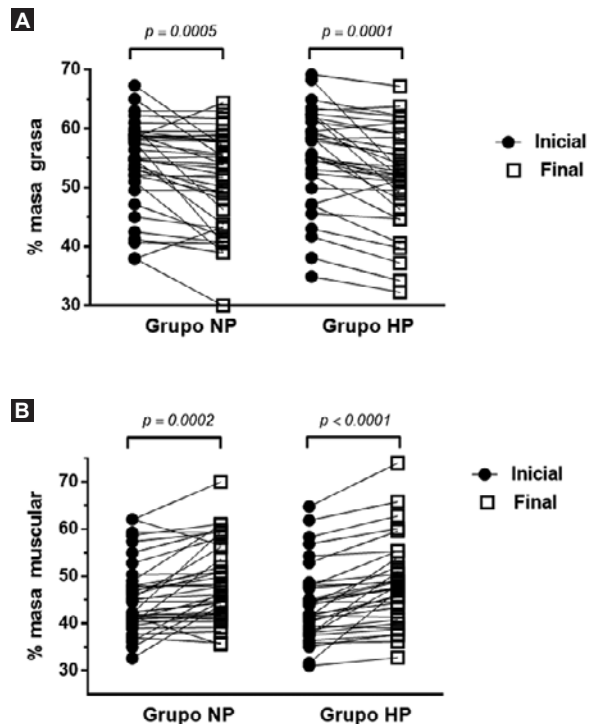 A
p = 0.0005
p = 0.0001
70
60
50
40
30
% masa grasa
Grupo NP
Grupo HP
Inicial
Final
B
p = 0.0002
p < 0.0001
70
60
50
40
30
% masa muscular
Grupo NP
Grupo HP
Inicial
Final